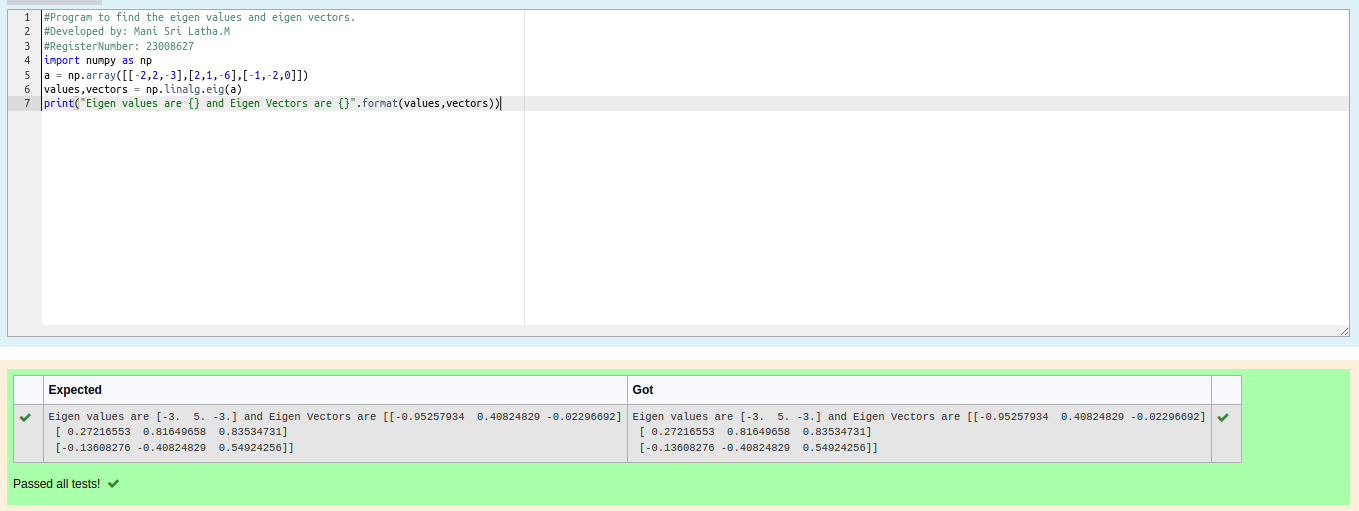 1 #Program to find the eigen values and eigen vectors.
2 #Developed by: Mani Sri Latha.M
3 #RegisterNumber: 23008627
4 import numpy as np
5 a = np.array([[-2,2,-3],[2,1,-6],[-1,-2,0]])
6 values,vectors = np.linalg.eig(a)
7 print("Eigen values are {} and Eigen Vectors are {}".format(values,vectors))
Expected Got
Eigen values are [-3.  5. -3.] and Eigen Vectors are [[-0.95257934  0.40824829 -0.02296692] Eigen values are [-3.  5. -3.] and Eigen Vectors are [[-0.95257934  0.40824829 -0.02296692]
[ 0.27216553  0.81649658  0.83534731] [ 0.27216553  0.81649658  0.83534731]
[-0.13608276 -0.40824829  0.54924256]] [-0.13608276 -0.40824829  0.54924256]]
Passed all tests!